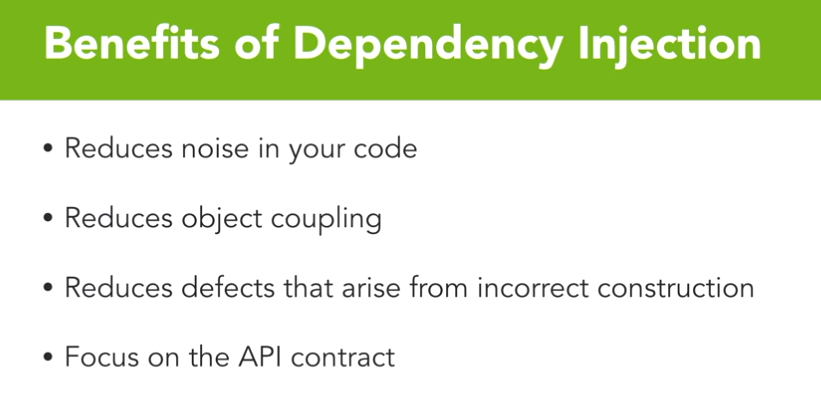 Benefits of Dependency Injection
• Reduces noise in your code
• Reduces object coupling
• Reduces defects that arise from incorrect construction
• Focus on the API contract